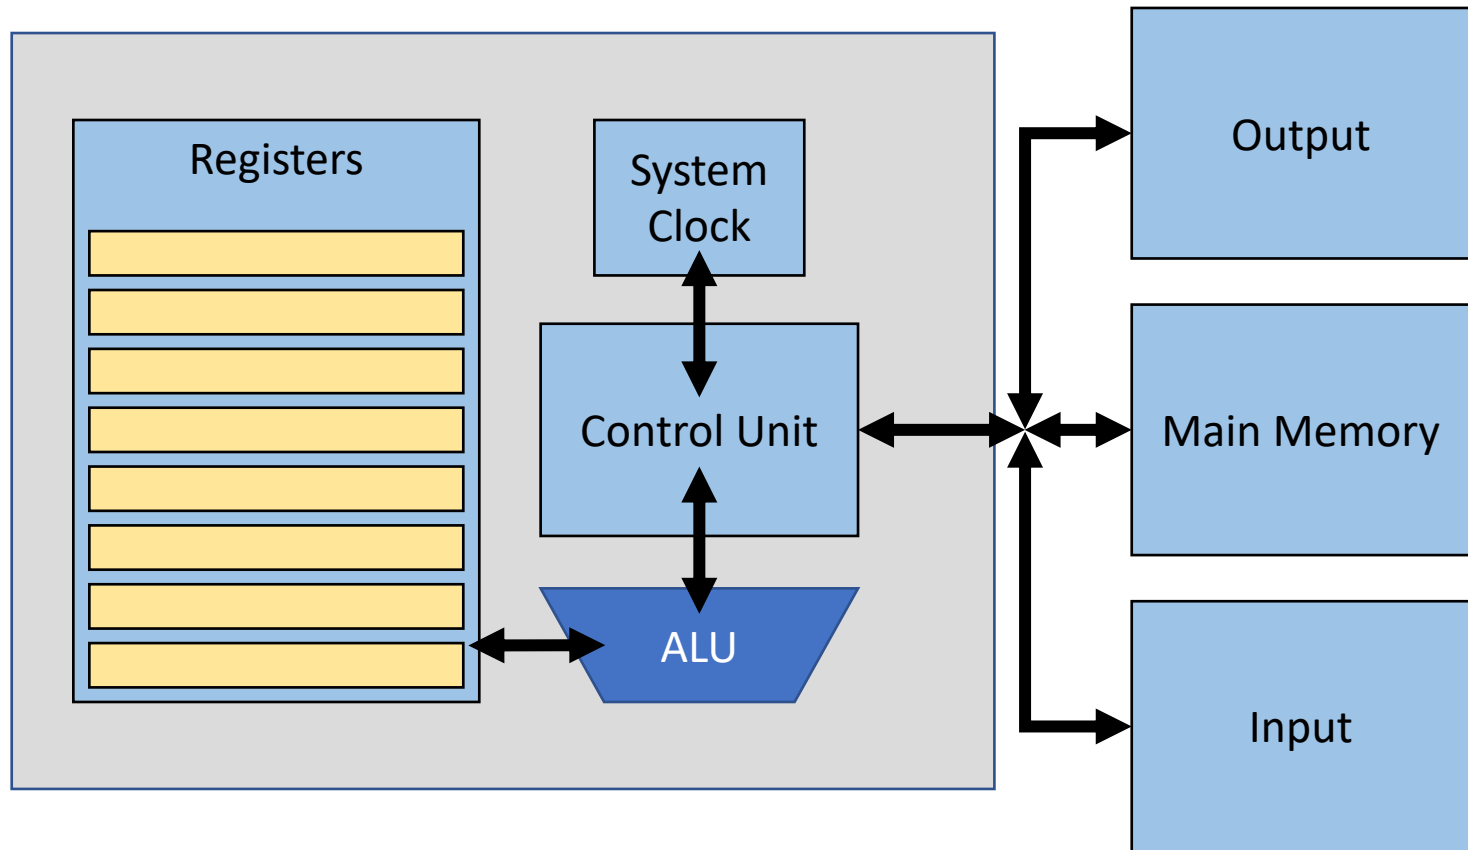 Registers
System
Clock
Control Unit
ALU
Output
Main Memory
Input